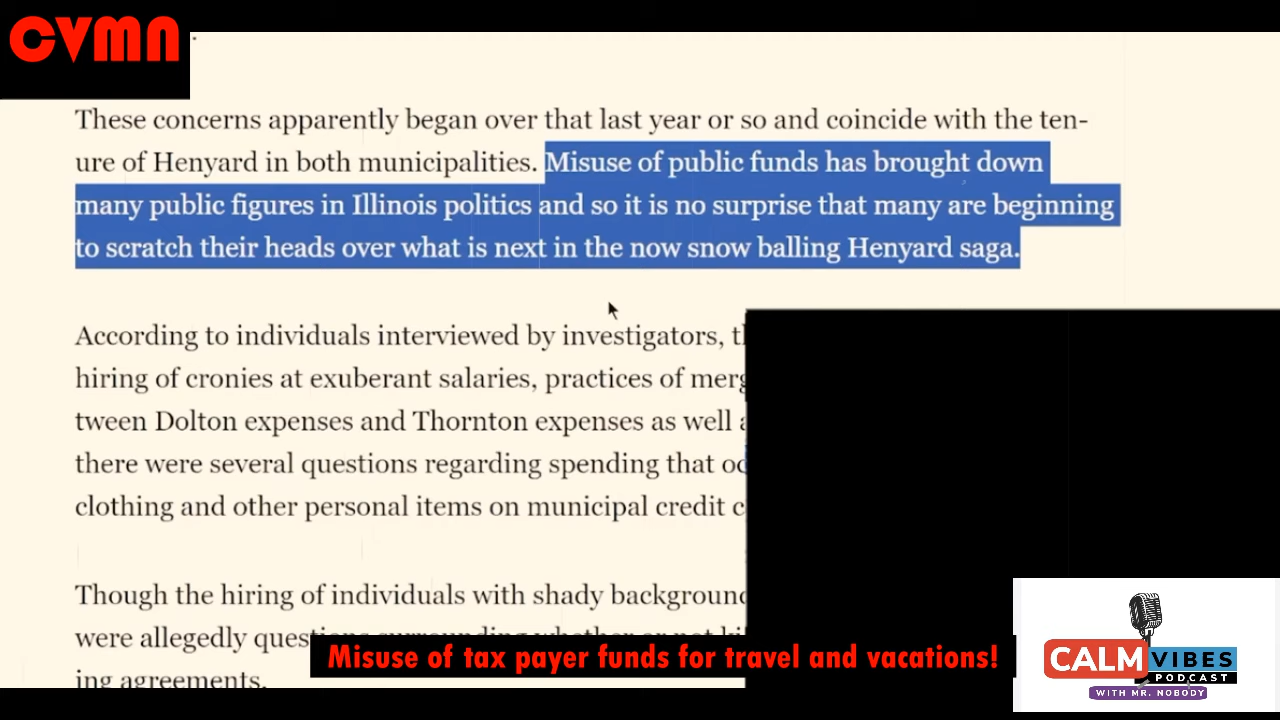 CVMN
These concerns apparently began over that last year or so and coincide with the ten-
ure of Henyard in both municipalities. Misuse of public funds has brought down
many public figures in Illinois politics and so it is no surprise that many are beginning
to scratch their heads over what is next in the now snow balling Henyard saga.
According to individuals interviewed by investigators,
hiring of cronies at exuberant salaries, practices of
tween Dolton expenses and Thornton expenses as well
there were several questions regarding spending that
clothing and other personal items on municipal credit
Though the hiring of individuals with shady
were allegedly
ing agreements.
Misuse of tax payer funds for travel and vacations!
CALM VIBES
PODCAST
WITH MR. NOBODY